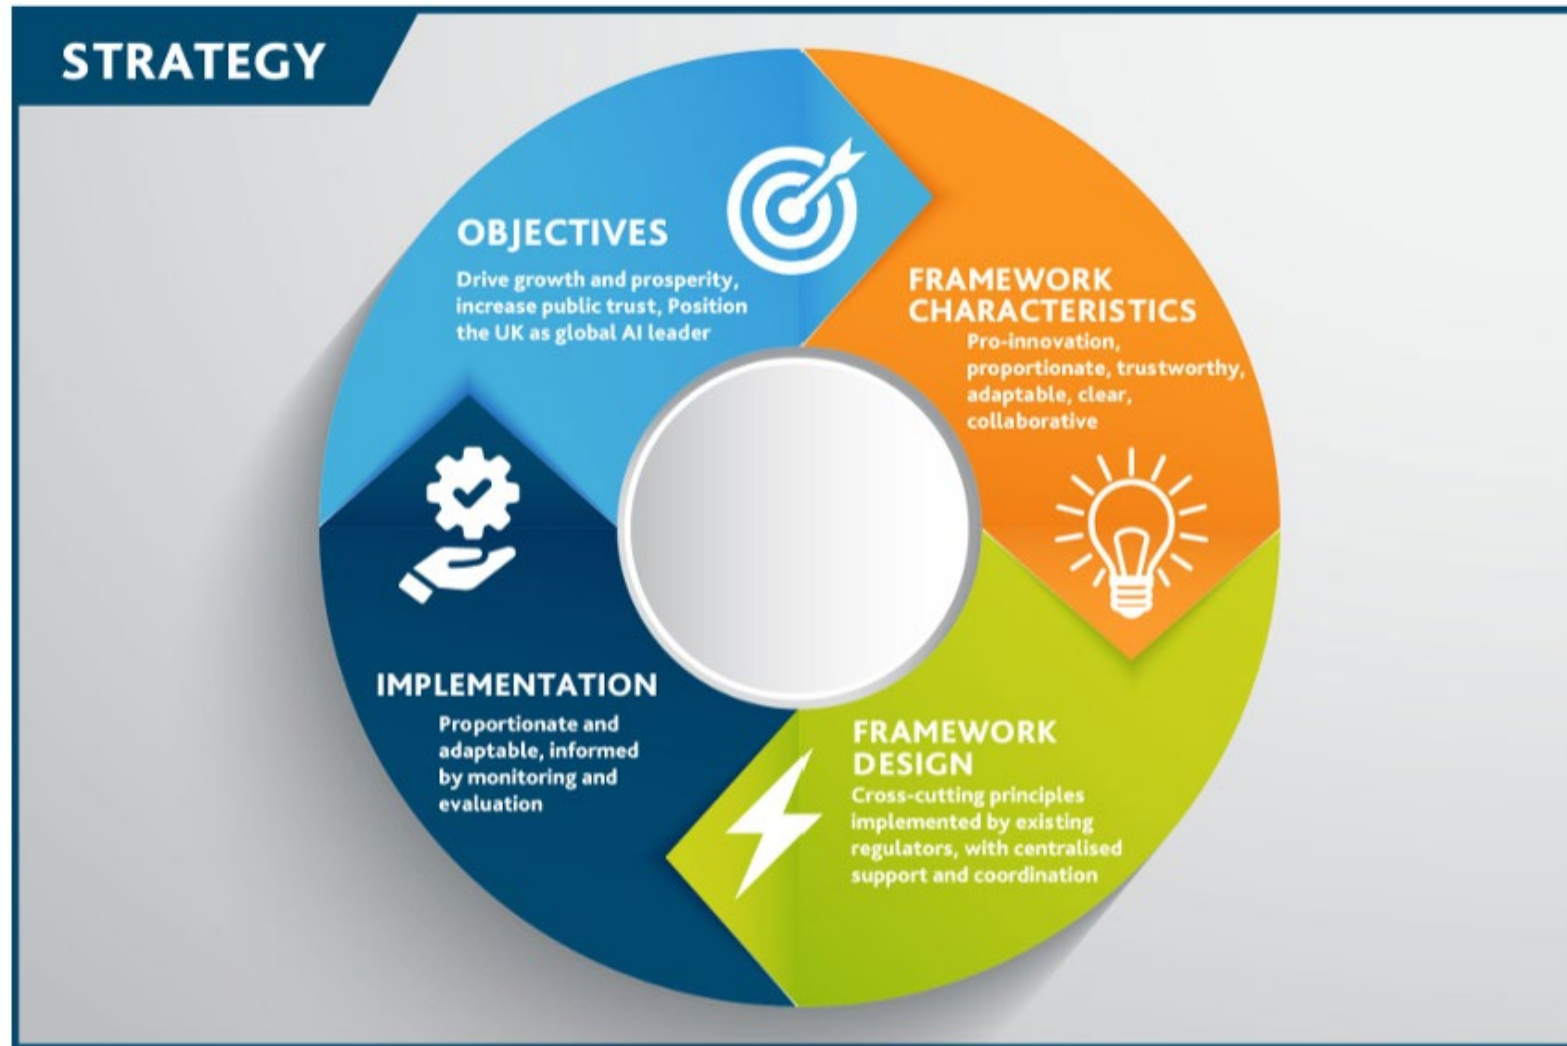 STRATEGY
OBJECTIVES
Drive growth and prosperity,
increase public trust, Position
the UK as global AI leader
FRAMEWORK
CHARACTERISTICS
Pro-innovation,
proportionate, trustworthy,
adaptable, clear,
collaborative
FRAMEWORK
DESIGN
Cross-cutting principles
implemented by existing
regulators, with centralised
support and coordination
IMPLEMENTATION
Proportionate and
adaptable, informed
by monitoring and
evaluation